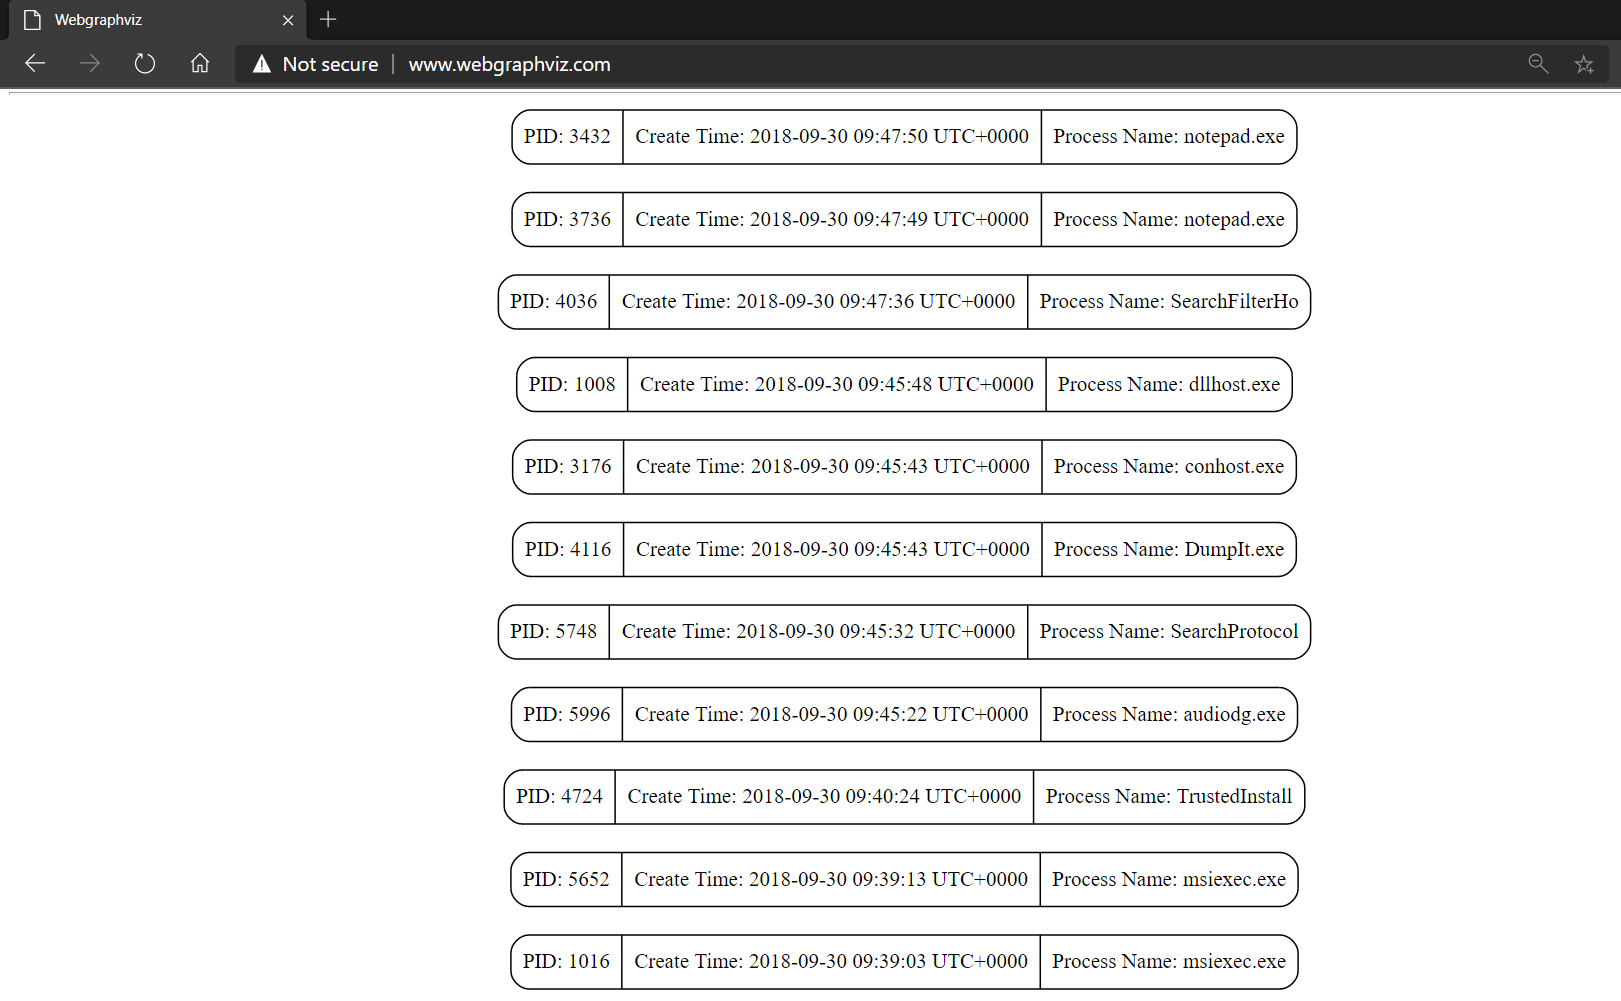 Webgraphviz
Not secure | www.webgraphviz.com
PID: 3432 Create Time: 2018-09-30 09:47:50 UTC+0000 Process Name: notepad.exe
PID: 3736 Create Time: 2018-09-30 09:47:49 UTC+0000 Process Name: notepad.exe
PID: 4036 Create Time: 2018-09-30 09:47:36 UTC+0000 Process Name: SearchFilterHo
PID: 1008 Create Time: 2018-09-30 09:45:48 UTC+0000 Process Name: dllhost.exe
PID: 3176 Create Time: 2018-09-30 09:45:43 UTC+0000 Process Name: conhost.exe
PID: 4116 Create Time: 2018-09-30 09:45:43 UTC+0000 Process Name: DumpIt.exe
PID: 5748 Create Time: 2018-09-30 09:45:32 UTC+0000 Process Name: SearchProtocol
PID: 5996 Create Time: 2018-09-30 09:45:22 UTC+0000 Process Name: audiodg.exe
PID: 4724 Create Time: 2018-09-30 09:40:24 UTC+0000 Process Name: TrustedInstall
PID: 5652 Create Time: 2018-09-30 09:39:13 UTC+0000 Process Name: msiexec.exe
PID: 1016 Create Time: 2018-09-30 09:39:03 UTC+0000 Process Name: msiexec.exe